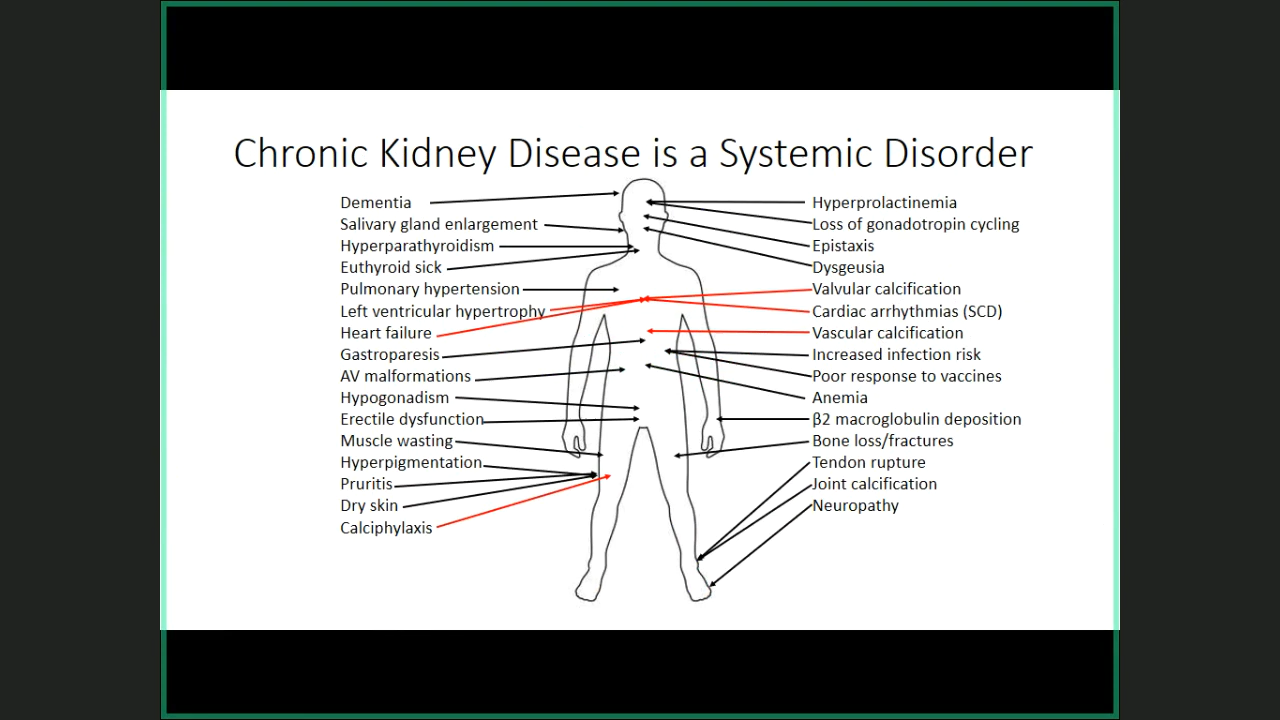 Chronic Kidney Disease is a Systemic Disorder
Dementia
Salivary gland enlargement
Hyperparathyroidism
Euthyroid sick
Pulmonary hypertension
Left ventricular hypertrophy
Heart failure
Gastroparesis
AV malformations
Hypogonadism
Erectile dysfunction
Muscle wasting
Hyperpigmentation
Pruritis
Dry skin
Calciphylaxis
Hyperprolactinemia
Loss of gonadotropin cycling
Epistaxis
Dysgeusia
Valvular calcification
Cardiac arrhythmias (SCD)
Vascular calcification
Increased infection risk
Poor response to vaccines
Anemia
β2 macroglobulin deposition
Bone loss/fractures
Tendon rupture
Joint calcification
Neuropathy